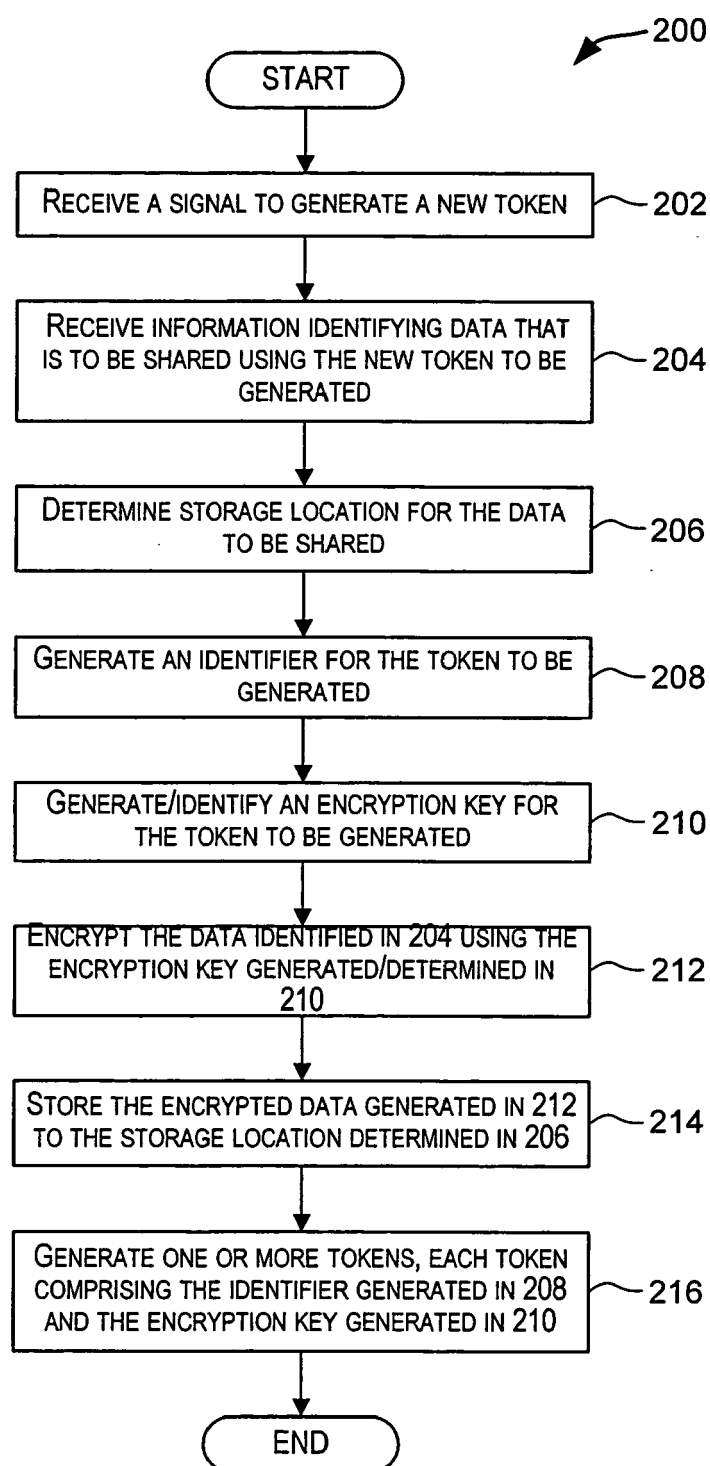 200
START
RECEIVE A SIGNAL TO GENERATE A NEW TOKEN
202
RECEIVE INFORMATION IDENTIFYING DATA THAT
IS TO BE SHARED USING THE NEW TOKEN TO BE
GENERATED
204
DETERMINE STORAGE LOCATION FOR THE DATA
TO BE SHARED
206
GENERATE AN IDENTIFIER FOR THE TOKEN TO BE
GENERATED
208
GENERATE/IDENTIFY AN ENCRYPTION KEY FOR
THE TOKEN TO BE GENERATED
210
ENCRYPT THE DATA IDENTIFIED IN 204 USING THE
ENCRYPTION KEY GENERATED/DETERMINED IN
210
212
STORE THE ENCRYPTED DATA GENERATED IN 212
TO THE STORAGE LOCATION DETERMINED IN 206
214
GENERATE ONE OR MORE TOKENS, EACH TOKEN
COMPRISING THE IDENTIFIER GENERATED IN 208
AND THE ENCRYPTION KEY GENERATED IN 210
216
END